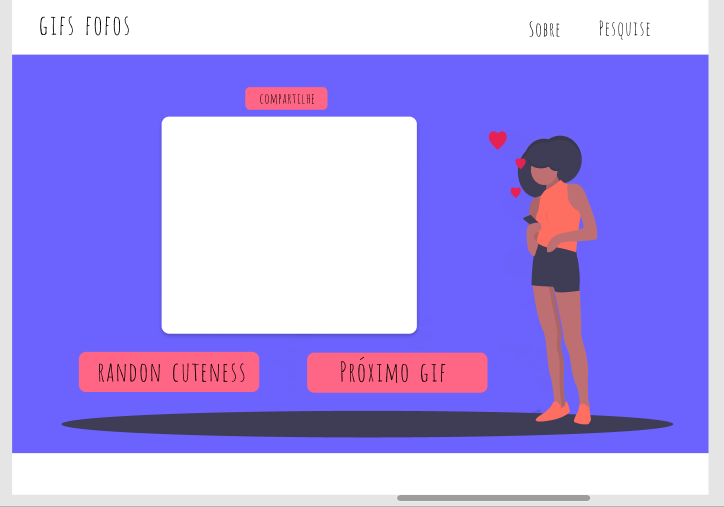 GIFS FOFOS
Sobre
Pesquise
COMPARTILHE
RANDON CUTENESS
Próximo gif